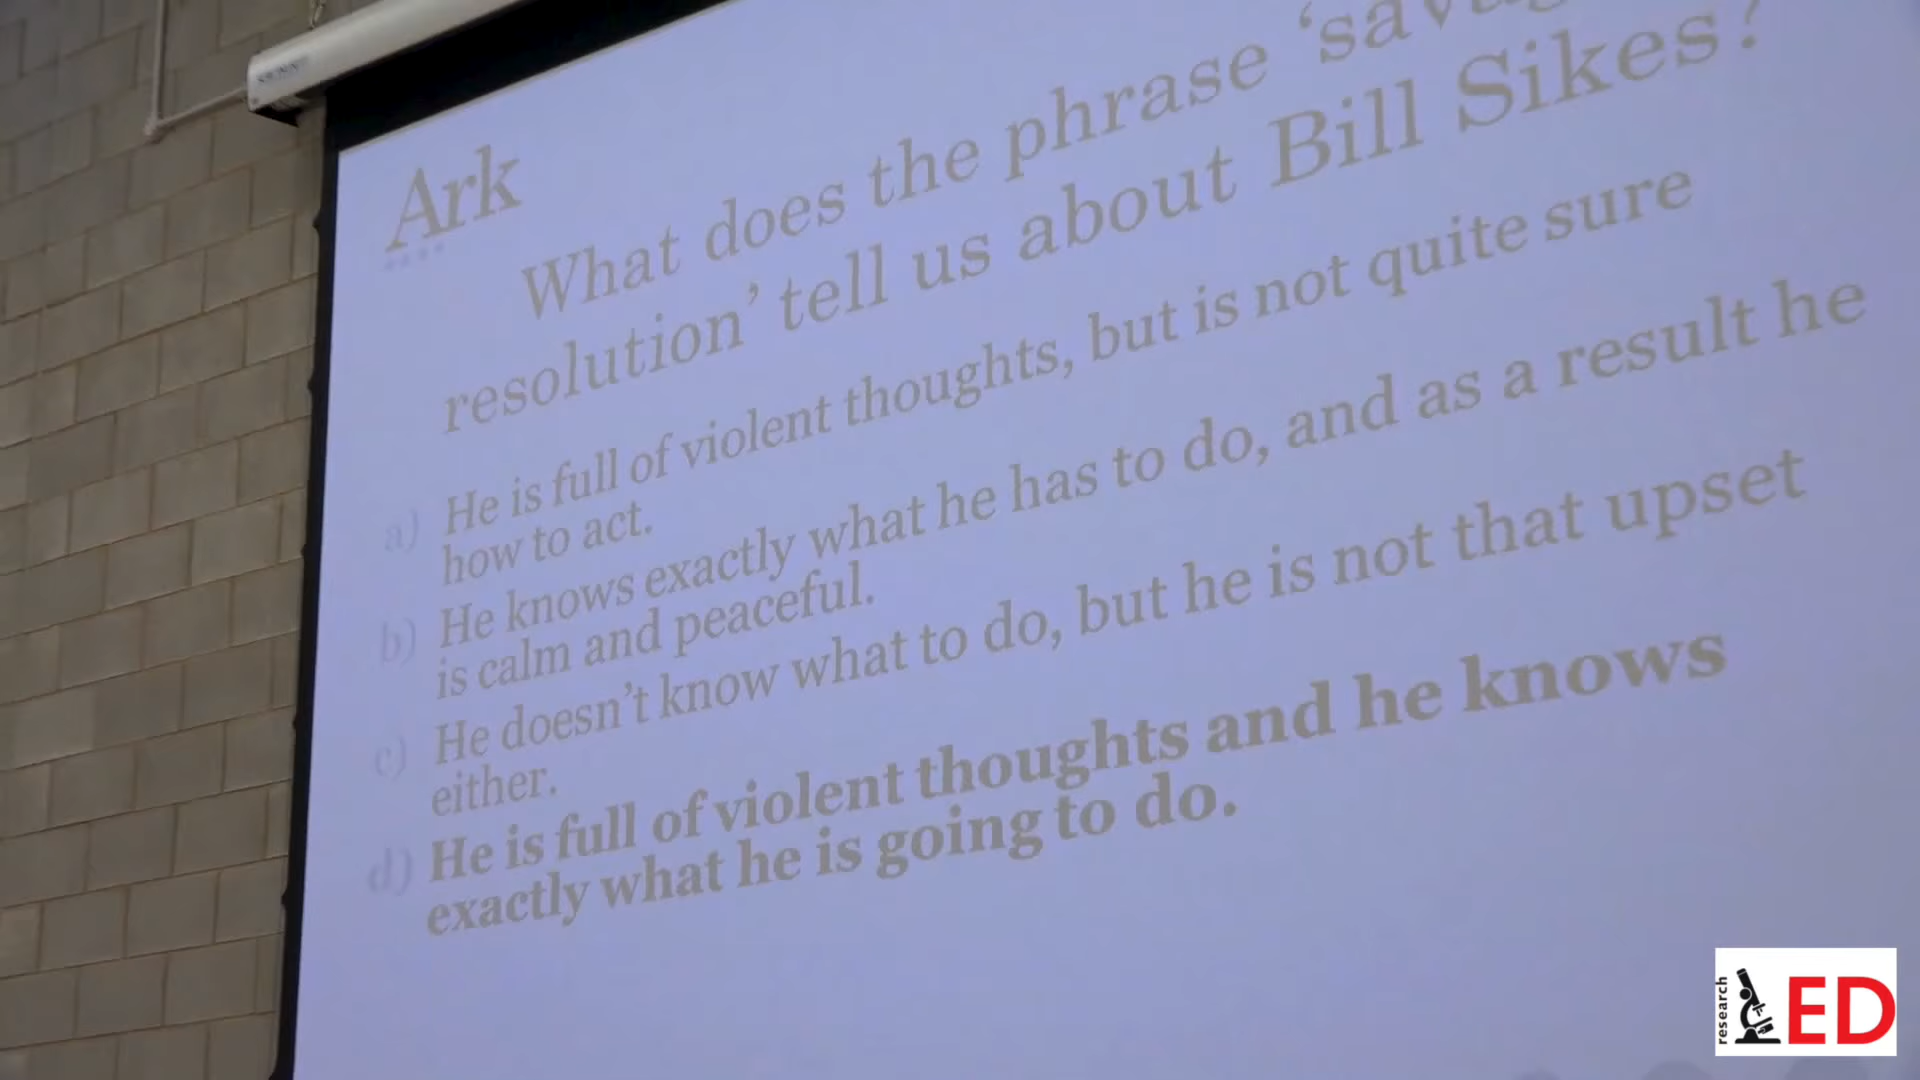 Ark
What does the phrase
resolution’ tell us about Bill Sikes?
a) He is full of violent thoughts, but is not quite sure
how to act.
b) He knows exactly what he has to do, and as a result he
is calm and peaceful.
c) He doesn’t know what to do, but he is not that upset
either.
d) He is full of violent thoughts and he knows
exactly what he is going to do.
research
ED